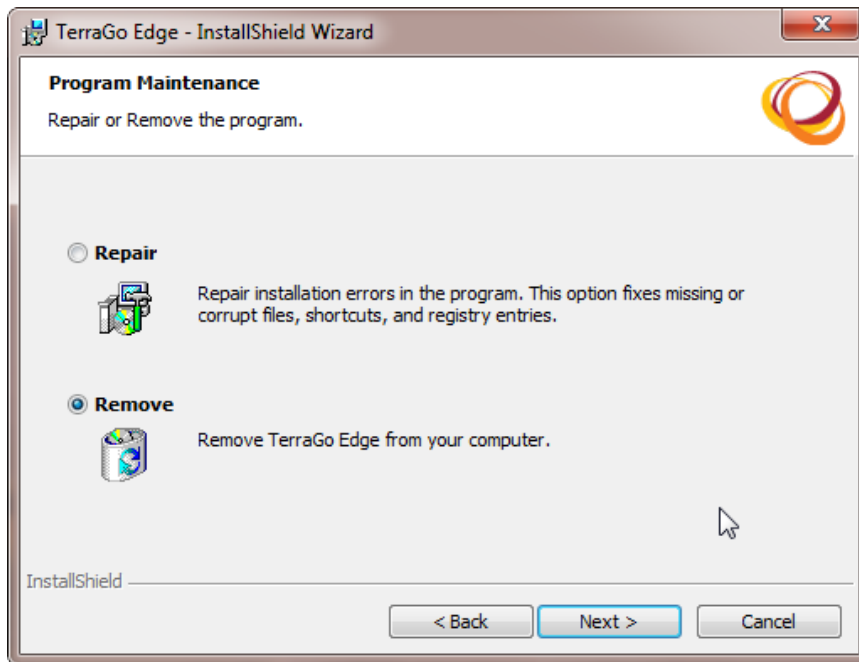 TerraGo Edge - InstallShield Wizard
Program Maintenance
Repair or Remove the program.
Repair
Repair installation errors in the program. This option fixes missing or
corrupt files, shortcuts, and registry entries.
Remove
Remove TerraGo Edge from your computer.
InstallShield
< Back
Next >
Cancel